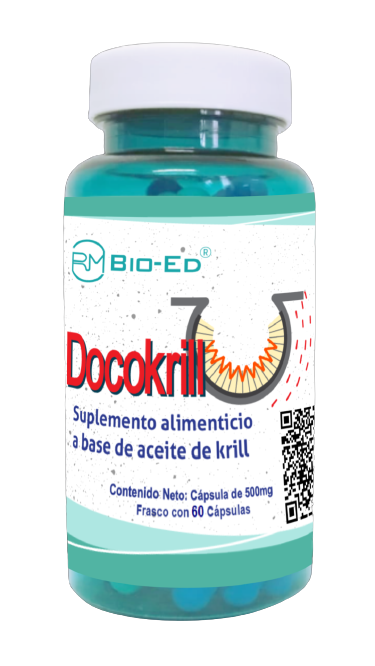 RM BIO-ED®
Docokrill
Suplemento alimenticio
a base de aceite de krill
Contenido Neto: Cápsula de 500mg
Frasco con 60 Cápsulas